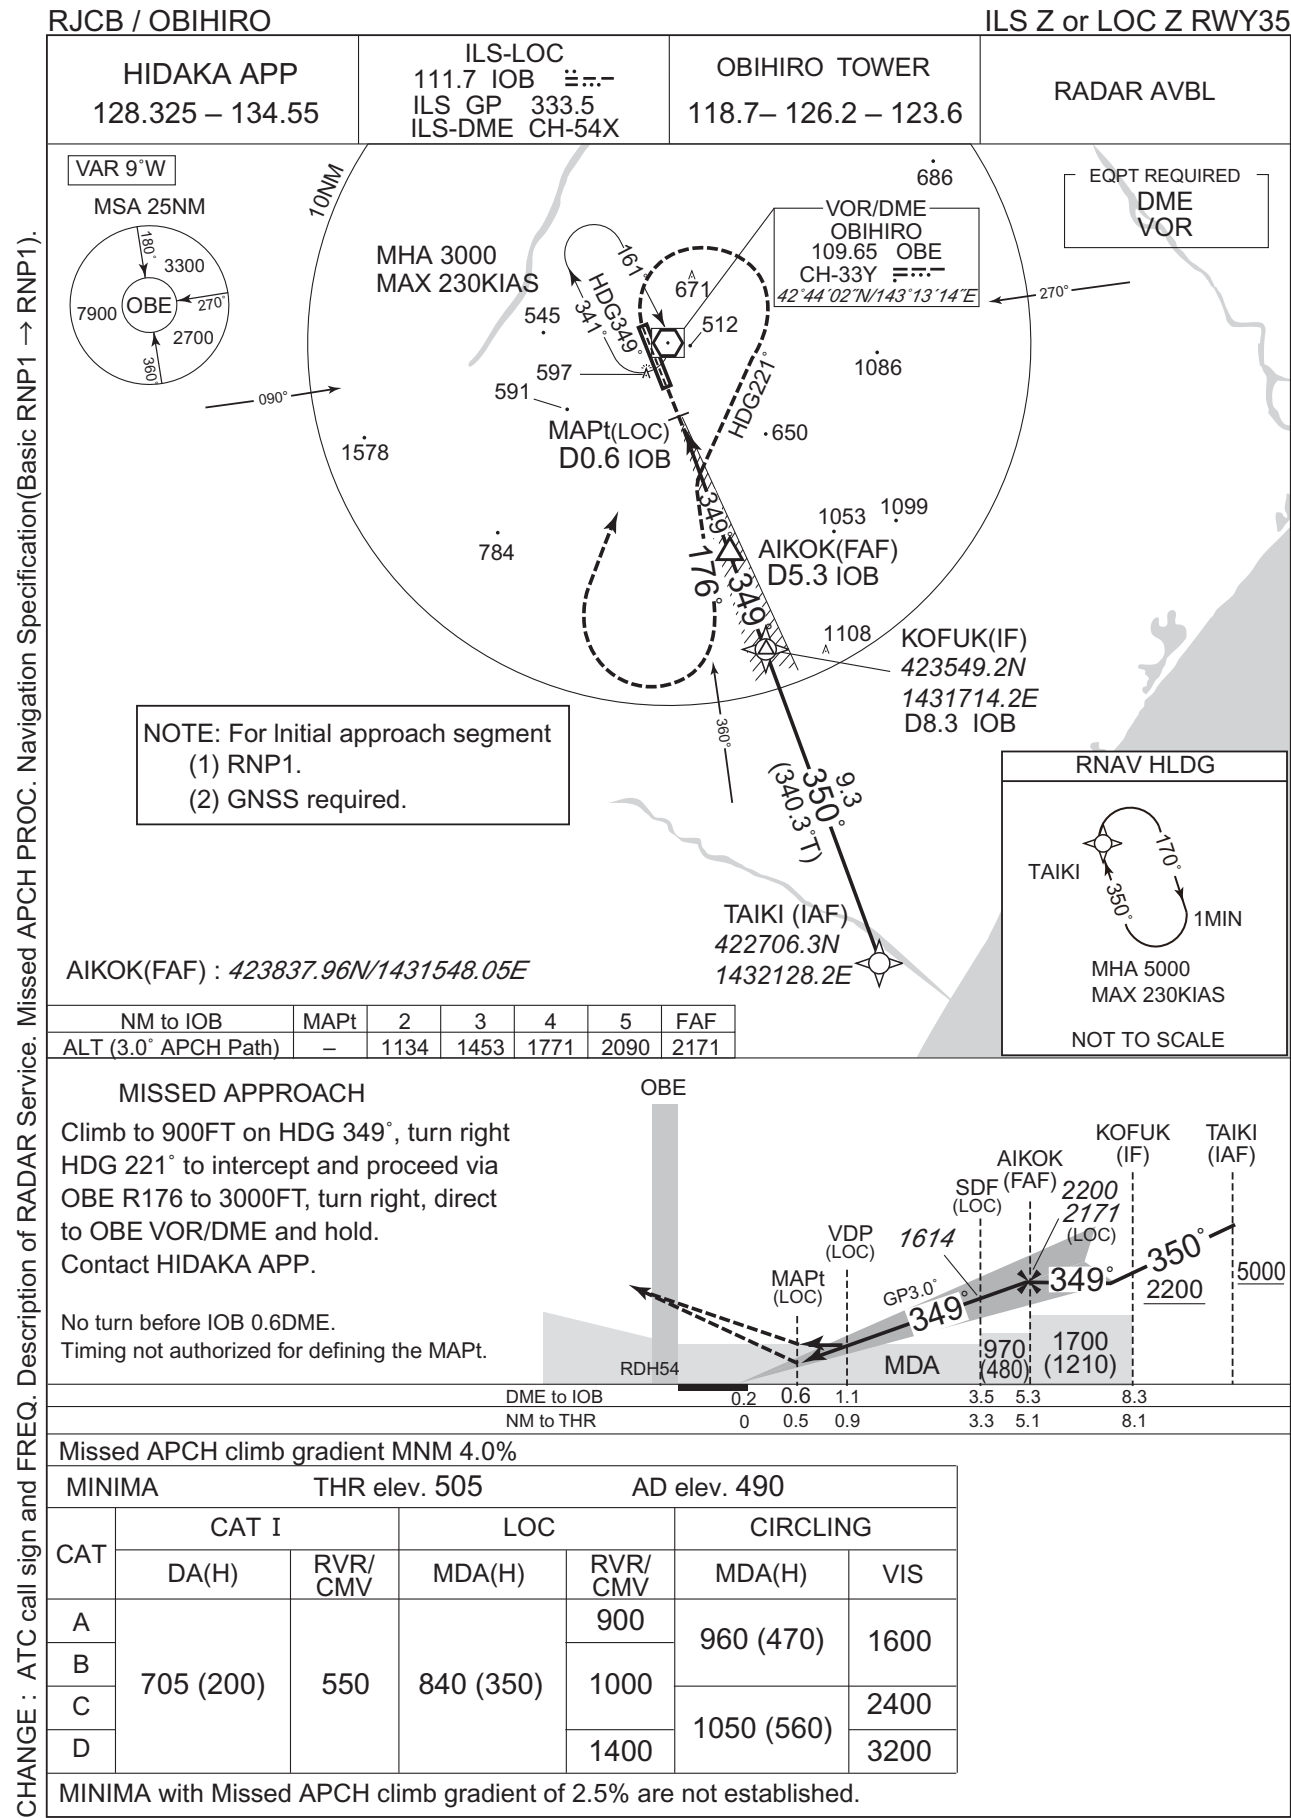 RJCB / OBIHIRO
ILS Z or LOC Z RWY35
HIDAKA APP
128.325 – 134.55
ILS-LOC
111.7 IOB
ILS GP 333.5
ILS-DME CH-54X
OBIHIRO TOWER
118.7– 126.2 – 123.6
RADAR AVBL
VAR 9˚W
MSA 25NM
180˚
3300
7900
OBE
270˚
2700
360˚
10NM
MHA 3000
MAX 230KIAS
161˚
HDG349˚
341˚
671
686
VOR/DME
OBIHIRO
109.65 OBE
CH-33Y
42˚44´02˝N/143˚13´14˝E
EQPT REQUIRED
DME
VOR
270˚
545
512
597
591
1086
HDG221˚
090˚
1578
MAPt(LOC)
D0.6 IOB
650
784
349˚
1053
1099
AIKOK(FAF)
D5.3 IOB
176˚
349˚
1108
KOFUK(IF)
423549.2N
1431714.2E
D8.3 IOB
360˚
NOTE: For Initial approach segment
(1) RNP1.
(2) GNSS required.
9.3
350˚
(340.3˚T)
TAIKI (IAF)
422706.3N
1432128.2E
RNAV HLDG
TAIKI
170˚
350˚
1MIN
MHA 5000
MAX 230KIAS
NOT TO SCALE
AIKOK(FAF) : 423837.96N/1431548.05E
NM to IOB MAPt 2 3 4 5 FAF
ALT (3.0˚ APCH Path) – 1134 1453 1771 2090 2171
MISSED APPROACH
Climb to 900FT on HDG 349˚, turn right
HDG 221˚ to intercept and proceed via
OBE R176 to 3000FT, turn right, direct
to OBE VOR/DME and hold.
Contact HIDAKA APP.
No turn before IOB 0.6DME.
Timing not authorized for defining the MAPt.
OBE
KOFUK
(IF)
TAIKI
(IAF)
AIKOK
(FAF)
SDF
(LOC)
2200
2171
(LOC)
VDP
(LOC)
1614
MAPt
(LOC)
GP3.0˚
349˚
349˚
350˚
2200
5000
RDH54
MDA
970
(480)
1700
(1210)
DME to IOB 0.2 0.6 1.1 3.5 5.3 8.3
NM to THR 0 0.5 0.9 3.3 5.1 8.1
Missed APCH climb gradient MNM 4.0%
MINIMA THR elev. 505 AD elev. 490
CAT
CAT I LOC CIRCLING
DA(H) RVR/CMV MDA(H) RVR/CMV MDA(H) VIS
A
B
C
D
705 (200)
550
840 (350)
900
1000
1400
960 (470)
1050 (560)
1600
2400
3200
MINIMA with Missed APCH climb gradient of 2.5% are not established.
CHANGE : ATC call sign and FREQ. Description of RADAR Service. Missed APCH PROC. Navigation Specification(Basic RNP1 → RNP1).